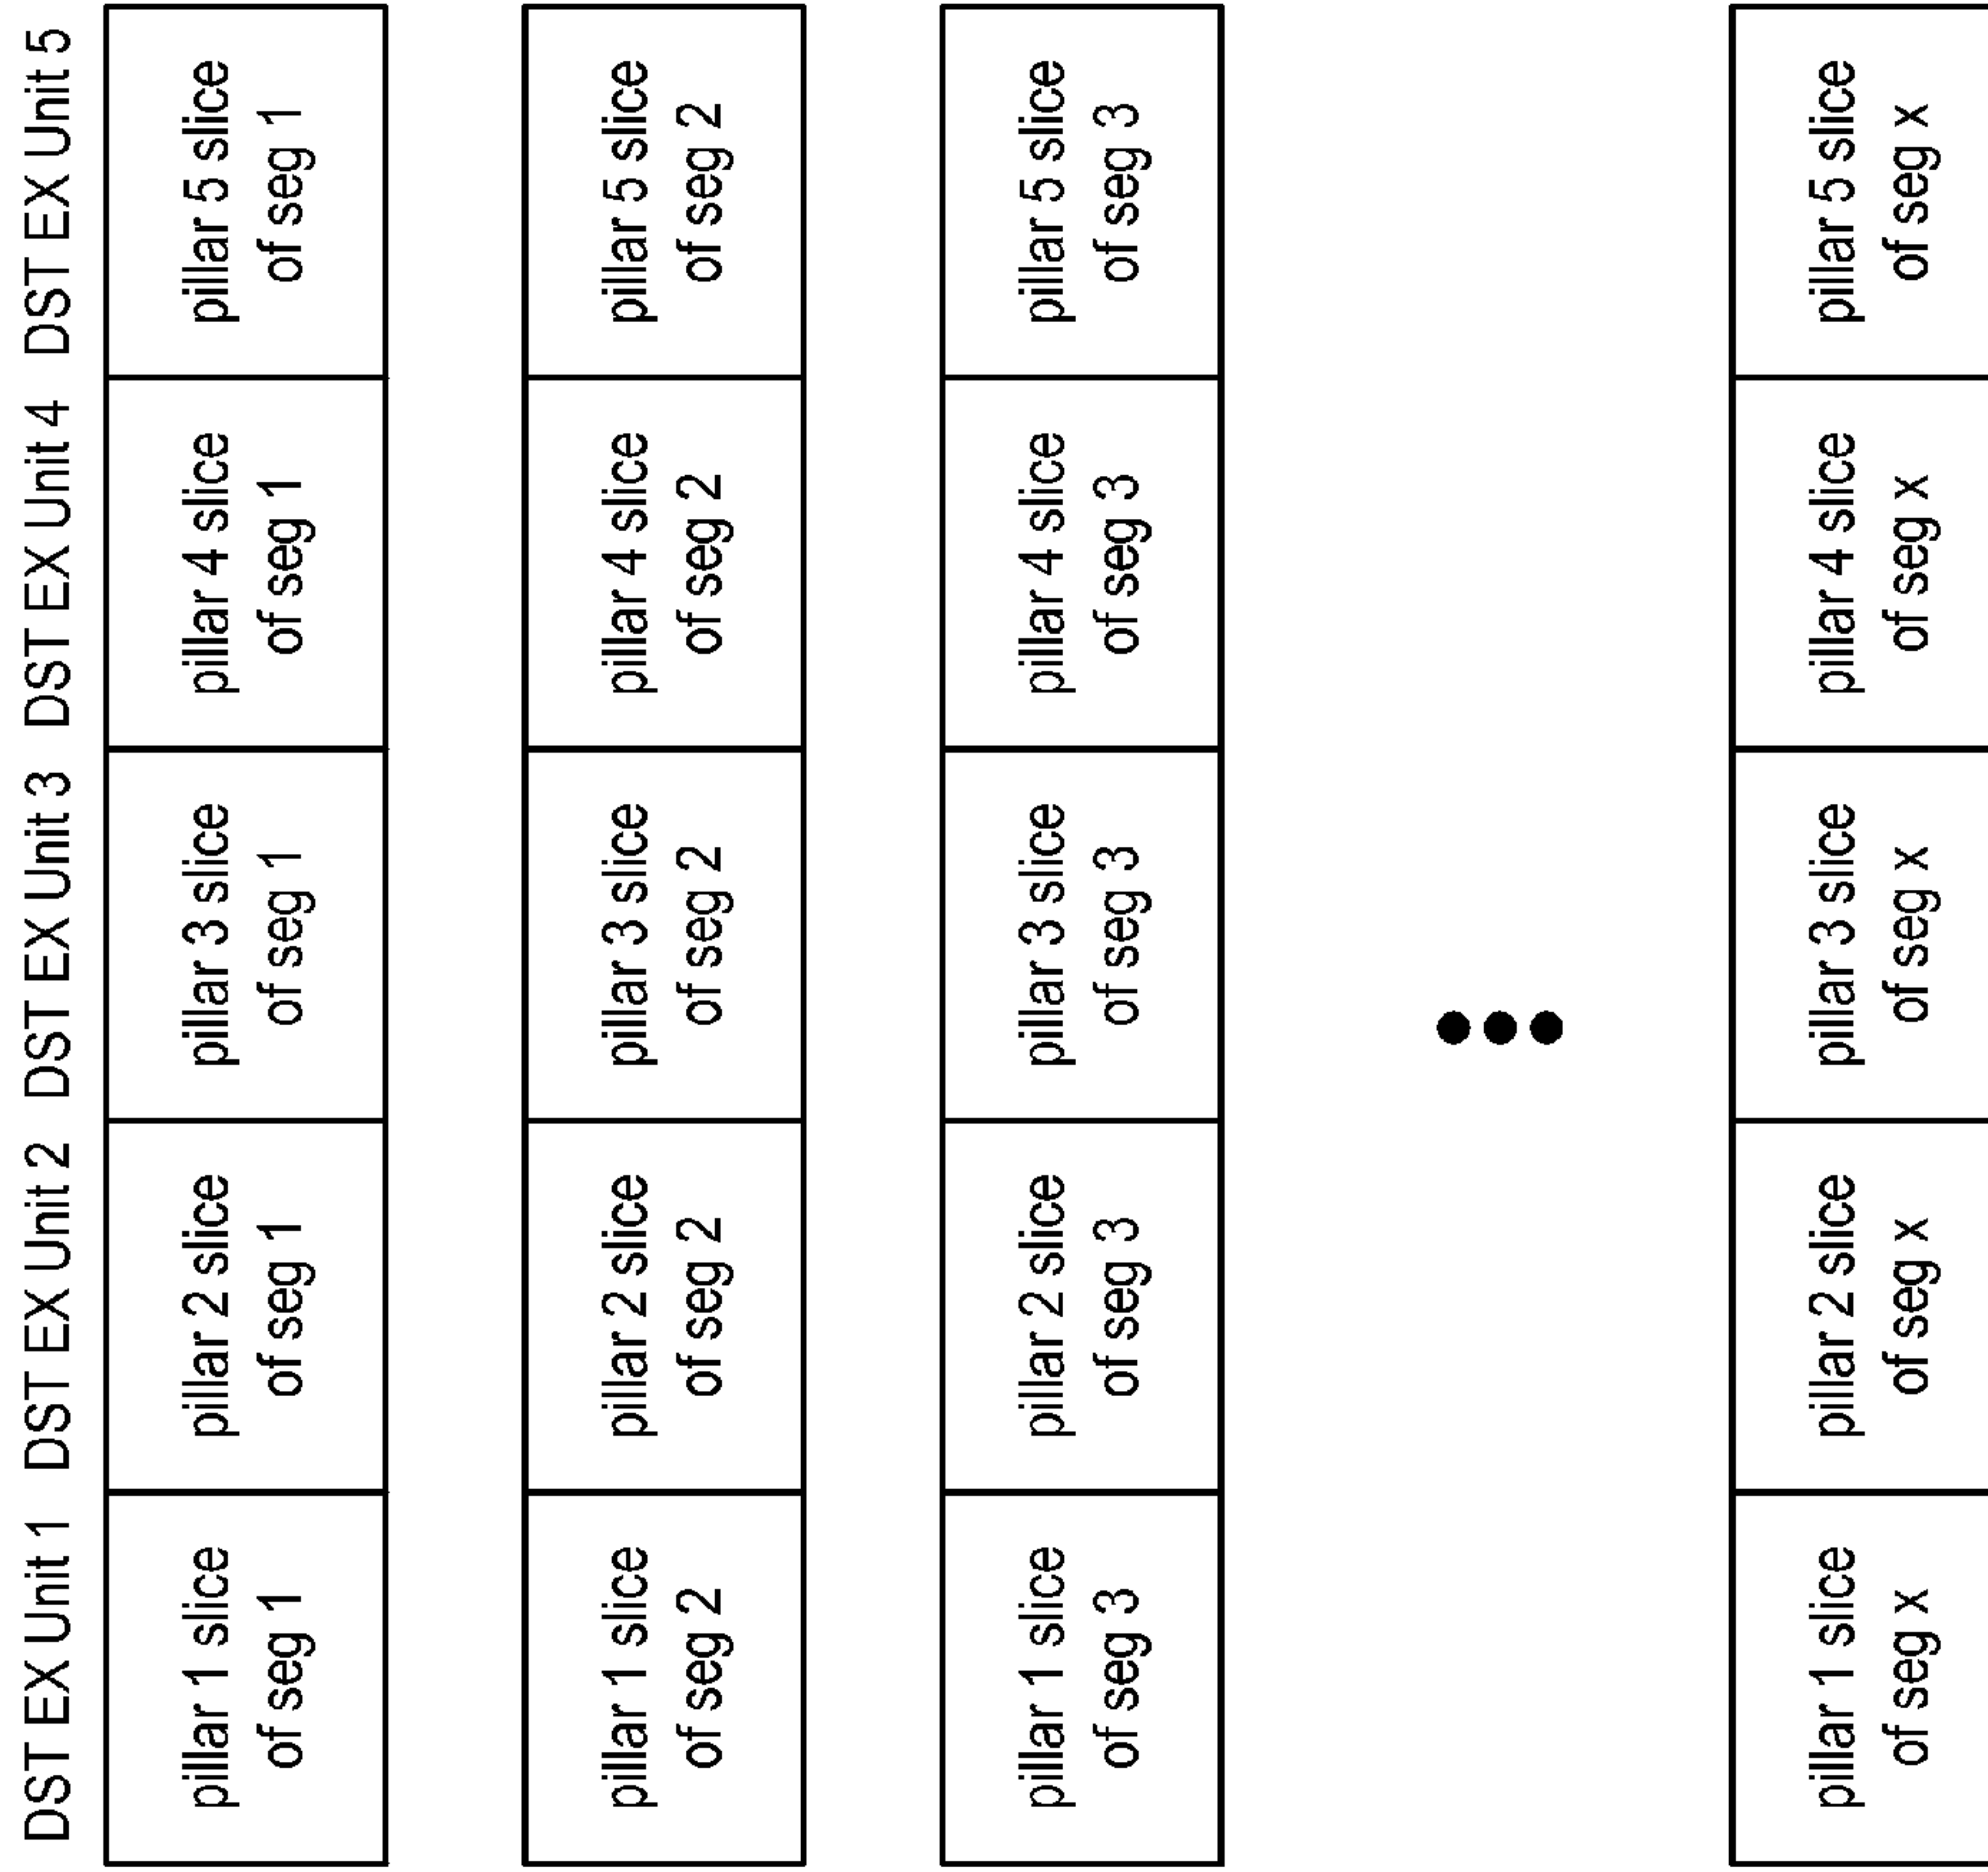 DST EX Unit 1 DST EX Unit 2 DST EX Unit 3 DST EX Unit 4 DST EX Unit 5
pillar 1 slice
of seg 1
pillar 2 slice
of seg 1
pillar 3 slice
of seg 1
pillar 4 slice
of seg 1
pillar 5 slice
of seg 1
pillar 1 slice
of seg 2
pillar 2 slice
of seg 2
pillar 3 slice
of seg 2
pillar 4 slice
of seg 2
pillar 5 slice
of seg 2
pillar 1 slice
of seg 3
pillar 2 slice
of seg 3
pillar 3 slice
of seg 3
pillar 4 slice
of seg 3
pillar 5 slice
of seg 3
pillar 1 slice
of seg x
pillar 2 slice
of seg x
pillar 3 slice
of seg x
pillar 4 slice
of seg x
pillar 5 slice
of seg x